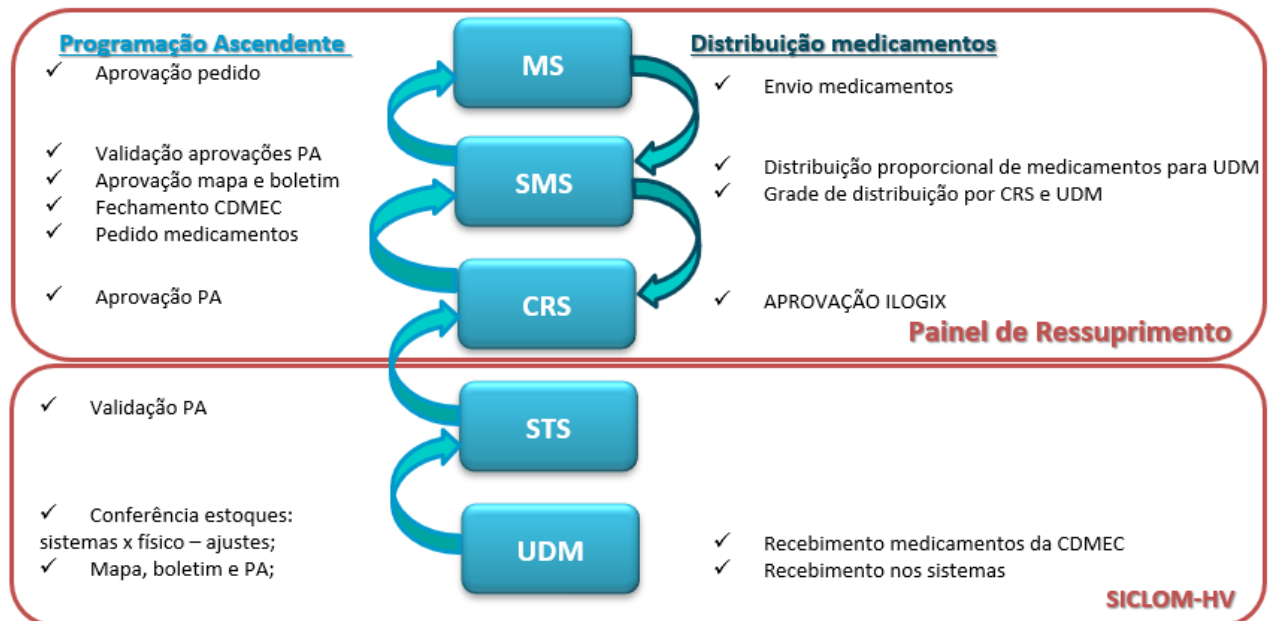 Programação Ascendente
✓ Aprovação pedido
✓ Validação aprovações PA
✓ Aprovação mapa e boletim
✓ Fechamento CDMEC
✓ Pedido medicamentos
✓ Aprovação PA
MS
SMS
CRS
Distribuição medicamentos
✓ Envio medicamentos
✓ Distribuição proporcional de medicamentos para UDM
✓ Grade de distribuição por CRS e UDM
✓ APROVAÇÃO ILOGIX
Painel de Ressuprimento
✓ Validação PA
✓ Conferência estoques:
sistemas x físico – ajustes;
✓ Mapa, boletim e PA;
STS
UDM
✓ Recebimento medicamentos da CDMEC
✓ Recebimento nos sistemas
SICLOM-HV